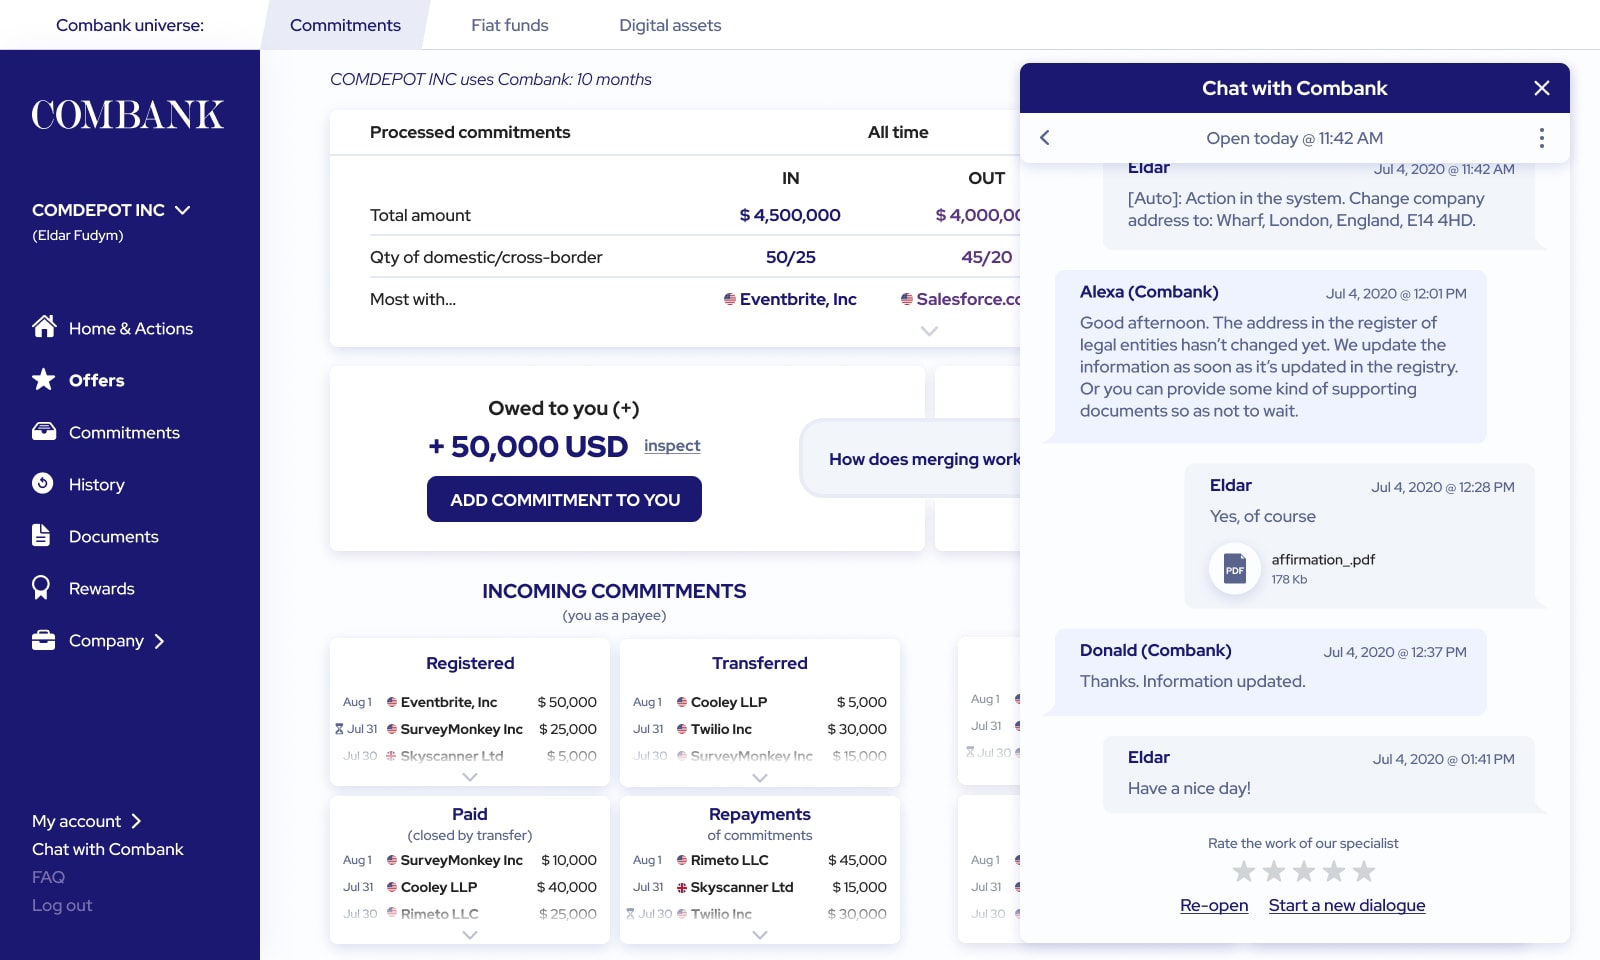 Combank universe:
Commitments
Fiat funds
Digital assets
COMBANK
COMDEPOT INC
(Eldar Fudym)
Home & Actions
Offers
Commitments
History
Documents
Rewards
Company
My account
Chat with Combank
FAQ
Log out
COMDEPOT INC uses Combank: 10 months
Processed commitments All time
IN OUT
Total amount $ 4,500,000 $ 4,000,00
Qty of domestic/cross-border 50/25 45/20
Most with... Eventbrite, Inc Salesforce.co
Owed to you (+)
+ 50,000 USD inspect
ADD COMMITMENT TO YOU
How does merging work
INCOMING COMMITMENTS
(you as a payee)
Registered
Aug 1 Eventbrite, Inc $ 50,000
Jul 31 SurveyMonkey Inc $ 25,000
Jul 30 Skyscanner Ltd $ 5,000
Transferred
Aug 1 Cooley LLP $ 5,000
Jul 31 Twilio Inc $ 30,000
Jul 30 SurveyMonkey Inc $ 15,000
Aug 1
Jul 31
Jul 30
Paid
(closed by transfer)
Aug 1 SurveyMonkey Inc $ 10,000
Jul 31 Cooley LLP $ 40,000
Jul 30 Rimeto LLC $ 25,000
Repayments
of commitments
Aug 1 Rimeto LLC $ 45,000
Jul 31 Skyscanner Ltd $ 15,000
Jul 30 Twilio Inc $ 30,000
Aug 1
Jul 31
Jul 30
Chat with Combank
Open today @ 11:42 AM
Eldar Jul 4, 2020 @ 11:42 AM
[Auto]: Action in the system. Change company
address to: Wharf, London, England, E14 4HD.
Alexa (Combank) Jul 4, 2020 @ 12:01 PM
Good afternoon. The address in the register of
legal entities hasn’t changed yet. We update the
information as soon as it’s updated in the registry.
Or you can provide some kind of supporting
documents so as not to wait.
Eldar Jul 4, 2020 @ 12:28 PM
Yes, of course
PDF
affirmation_.pdf
178 Kb
Donald (Combank) Jul 4, 2020 @ 12:37 PM
Thanks. Information updated.
Eldar Jul 4, 2020 @ 01:41 PM
Have a nice day!
Rate the work of our specialist
Re-open Start a new dialogue